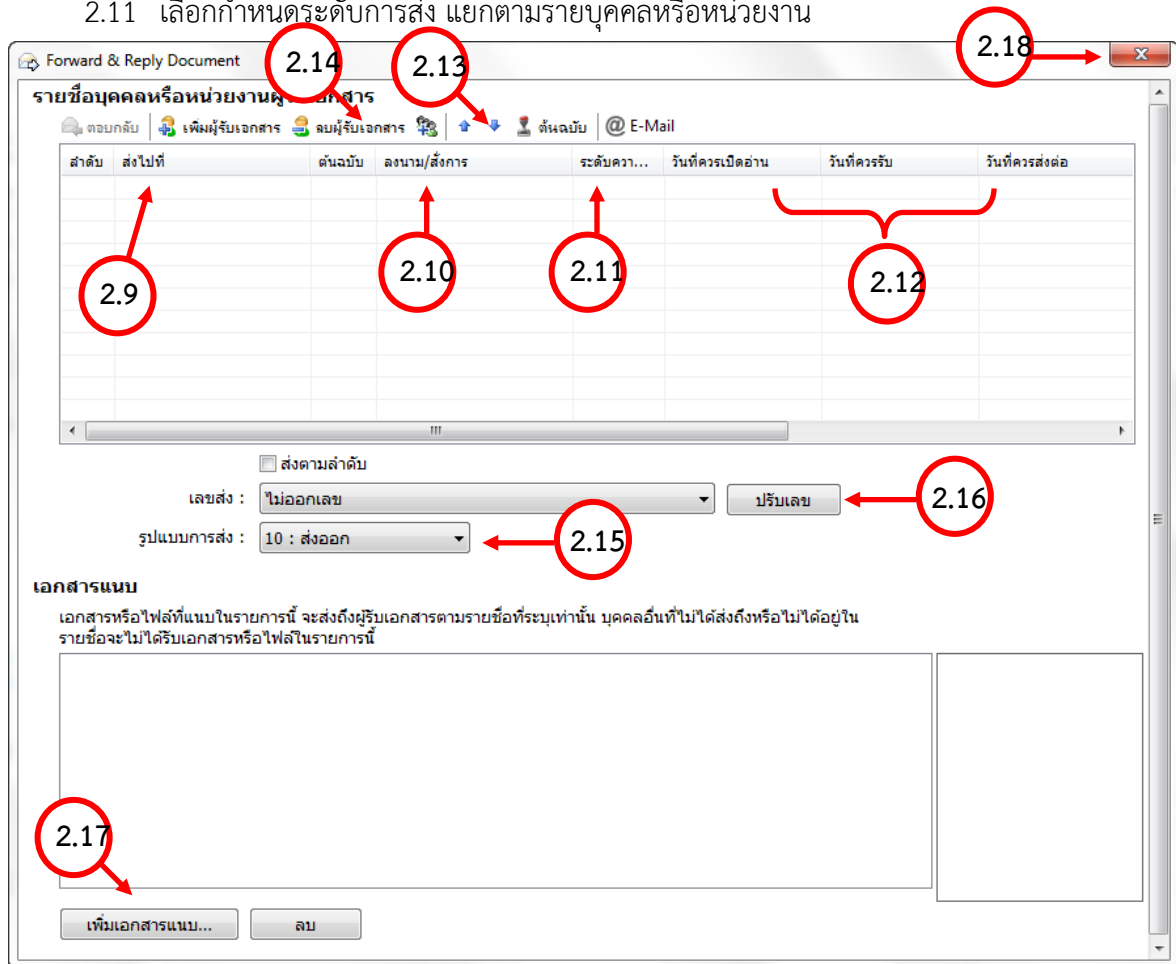 2.11 เลือกกำหนดระดับการส่ง แยกตามรายบุคคลหรือหน่วยงาน
Forward & Reply Document
2.14
2.13
2.18
รายชื่อบุคคลหรือหน่วยงานผู้รับเอกสาร
ตอบกลับ เพิ่มผู้รับเอกสาร ลบผู้รับเอกสาร ต้นฉบับ @ E-Mail
ลำดับ ส่งไปที่ ต้นฉบับ ลงนาม/สั่งการ ระดับควา... วันที่ควรเปิดอ่าน วันที่ควรรับ วันที่ควรส่งต่อ
2.9
2.10
2.11
2.12
ส่งตามลำดับ
เลขส่ง : ไม่ออกเลข ปรับเลข
2.16
รูปแบบการส่ง : 10 : ส่งออก
2.15
เอกสารแนบ
เอกสารหรือไฟล์ที่แนบในรายการนี้ จะส่งถึงผู้รับเอกสารตามรายชื่อที่ระบุเท่านั้น บุคคลอื่นที่ไม่ได้ส่งถึงหรือไม่ได้อยู่ใน
รายชื่อจะไม่ได้รับเอกสารหรือไฟล์ในรายการนี้
2.17
เพิ่มเอกสารแนบ... ลบ